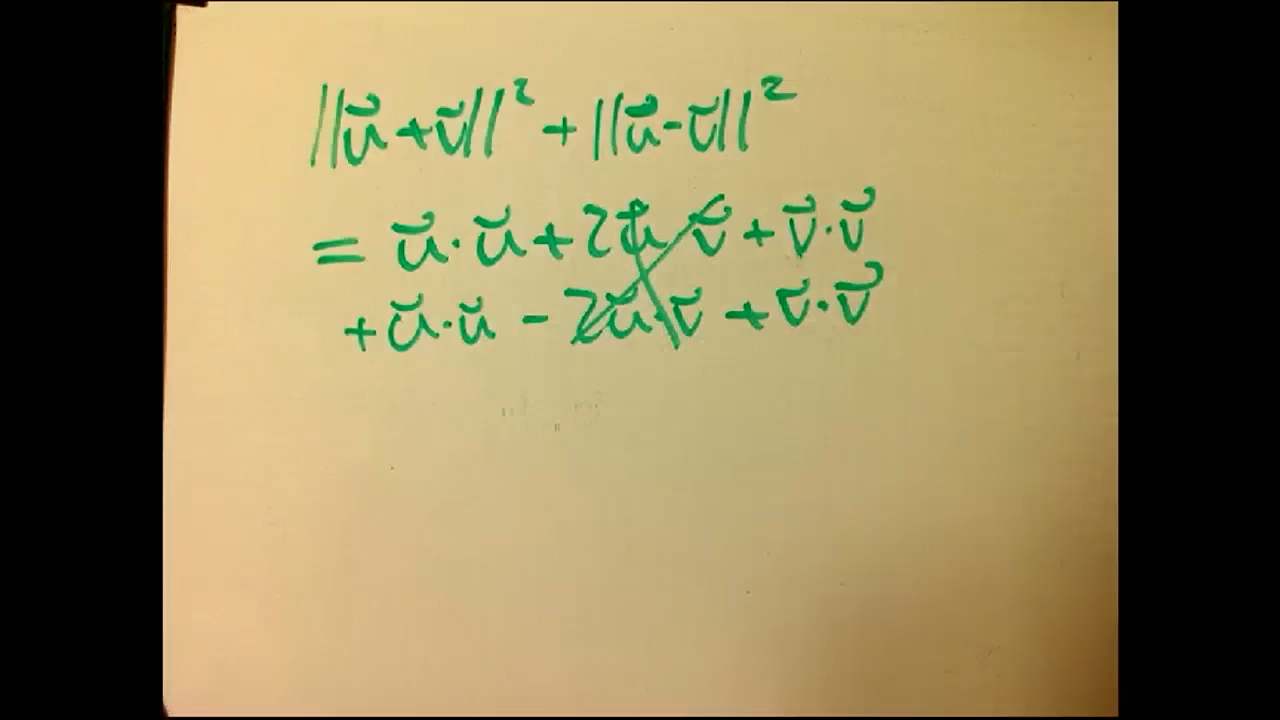 ||u⃗ + v⃗||² + ||u⃗ - v⃗||²
= u⃗·u⃗ + 2u⃗·v⃗ + v⃗·v⃗
+ u⃗·u⃗ - 2u⃗·v⃗ + v⃗·v⃗